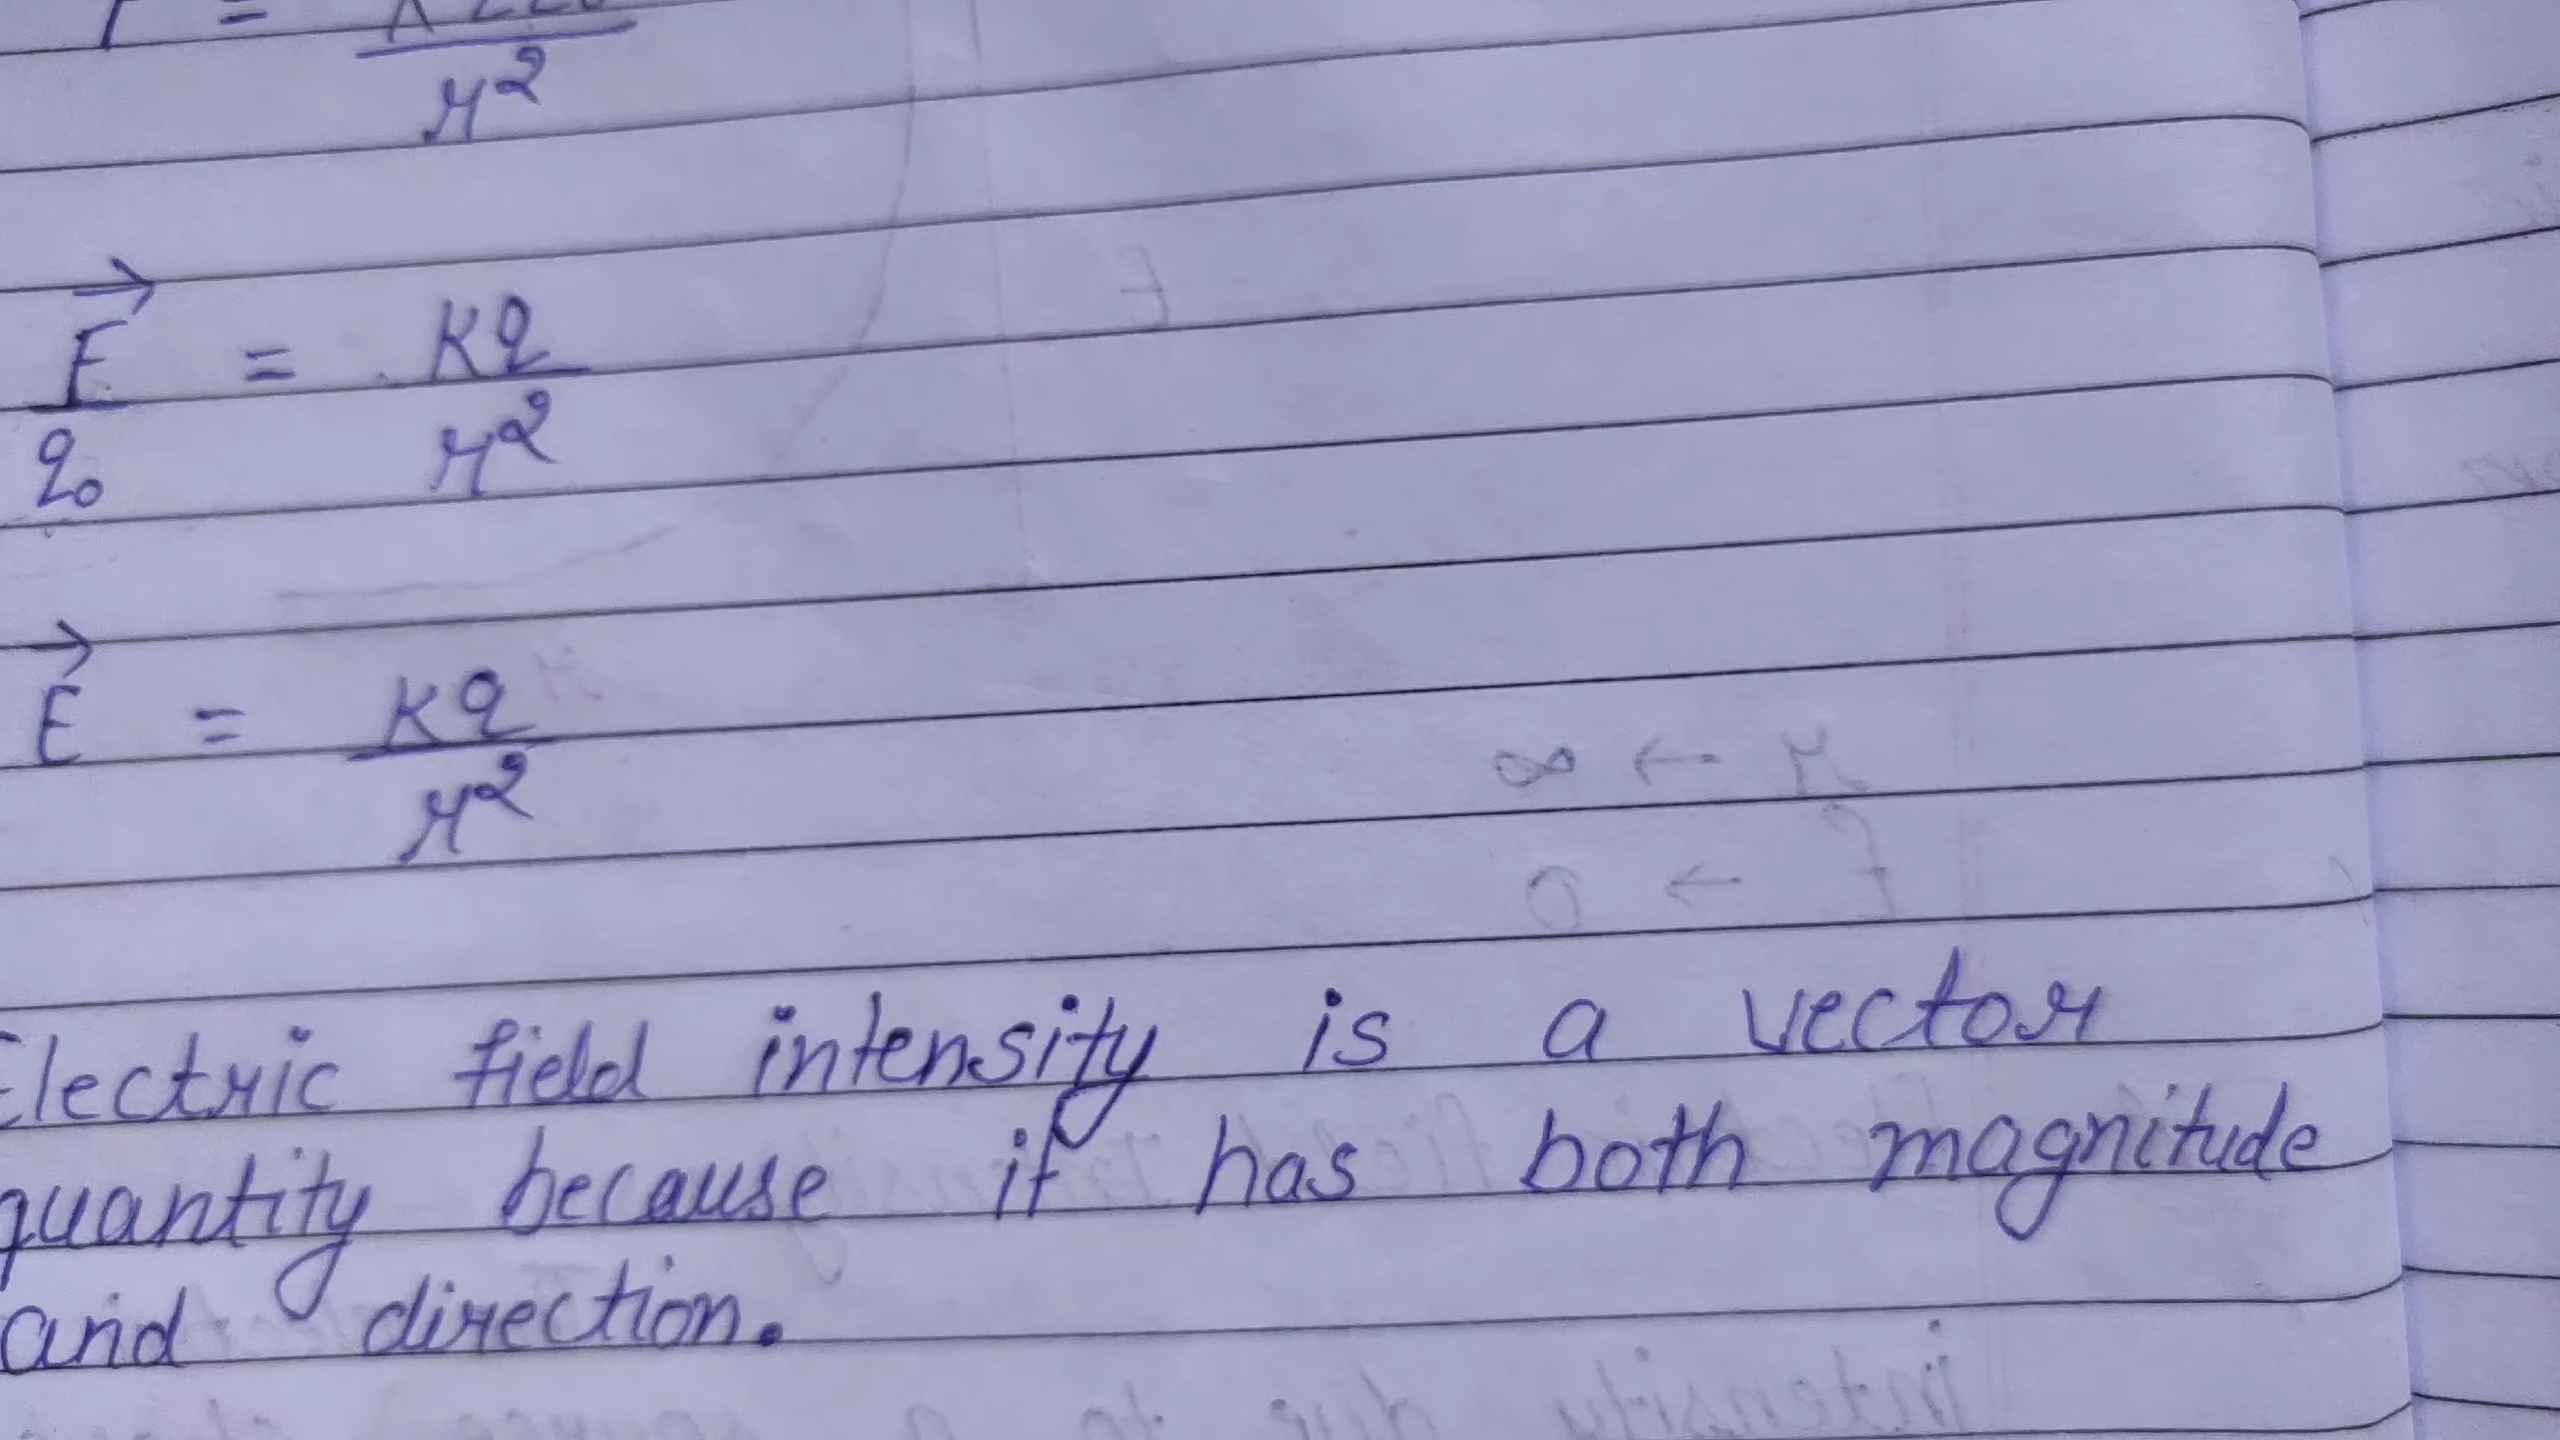 F = Kqq₀ / r²
F⃗ / q₀ = Kq / r²
E⃗ = Kq / r²
Electric field intensity is a vector
quantity because it has both magnitude
and direction.